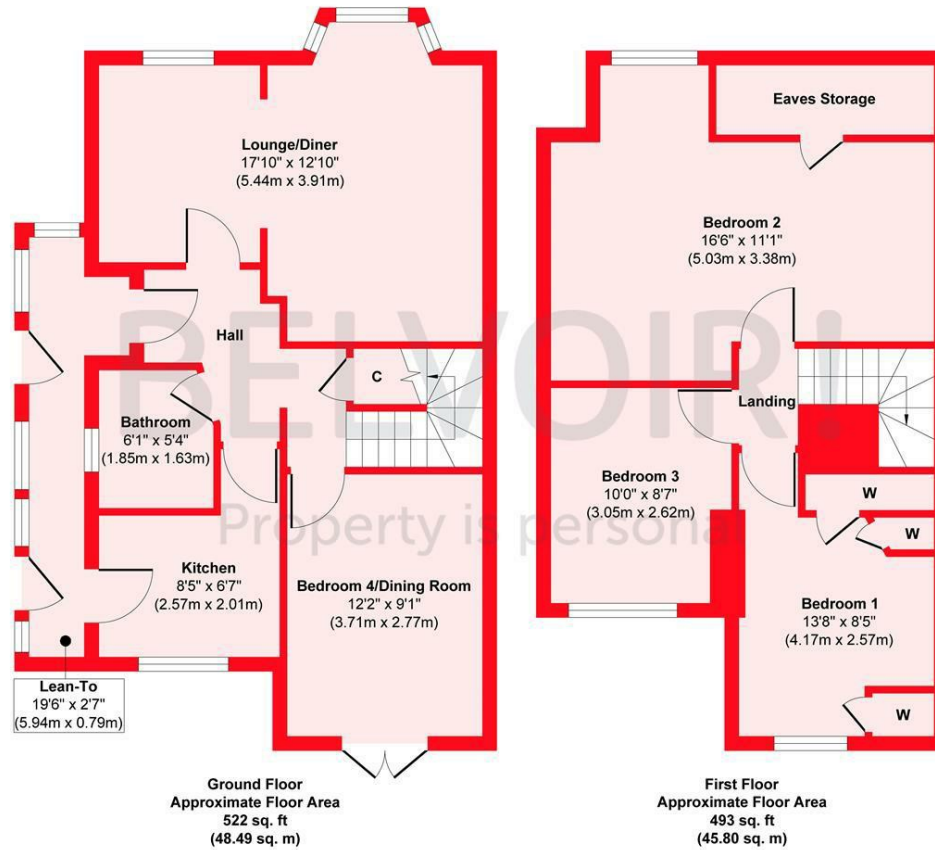 Lounge/Diner
17'10" x 12'10"
(5.44m x 3.91m)
Hall
C
Bathroom
6'1" x 5'4"
(1.85m x 1.63m)
Kitchen
8'5" x 6'7"
(2.57m x 2.01m)
Bedroom 4/Dining Room
12'2" x 9'1"
(3.71m x 2.77m)
Lean-To
19'6" x 2'7"
(5.94m x 0.79m)
Ground Floor
Approximate Floor Area
522 sq. ft
(48.49 sq. m)
Eaves Storage
Bedroom 2
16'6" x 11'1"
(5.03m x 3.38m)
Landing
Bedroom 3
10'0" x 8'7"
(3.05m x 2.62m)
W
W
Bedroom 1
13'8" x 8'5"
(4.17m x 2.57m)
W
First Floor
Approximate Floor Area
493 sq. ft
(45.80 sq. m)
BELVOIR!
Property is personal